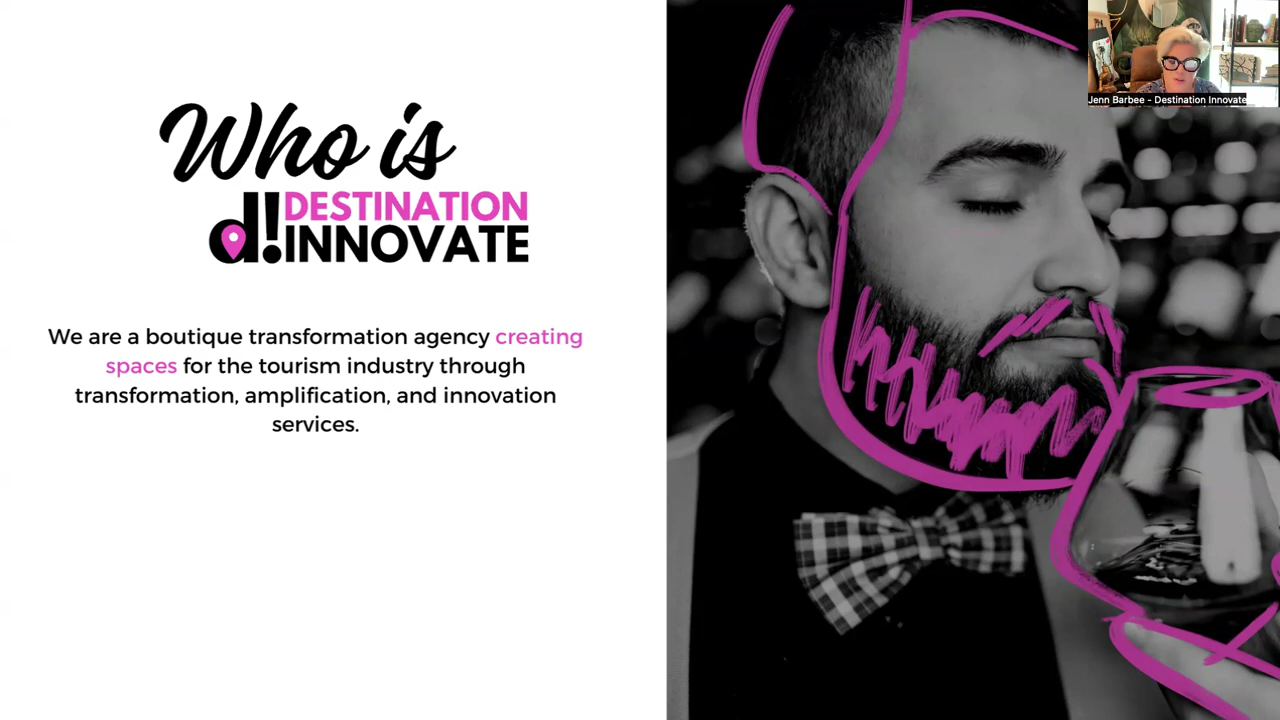 Who is
d! DESTINATION
INNOVATE
We are a boutique transformation agency creating
spaces for the tourism industry through
transformation, amplification, and innovation
services.
Jenn Barbee - Destination Innovate